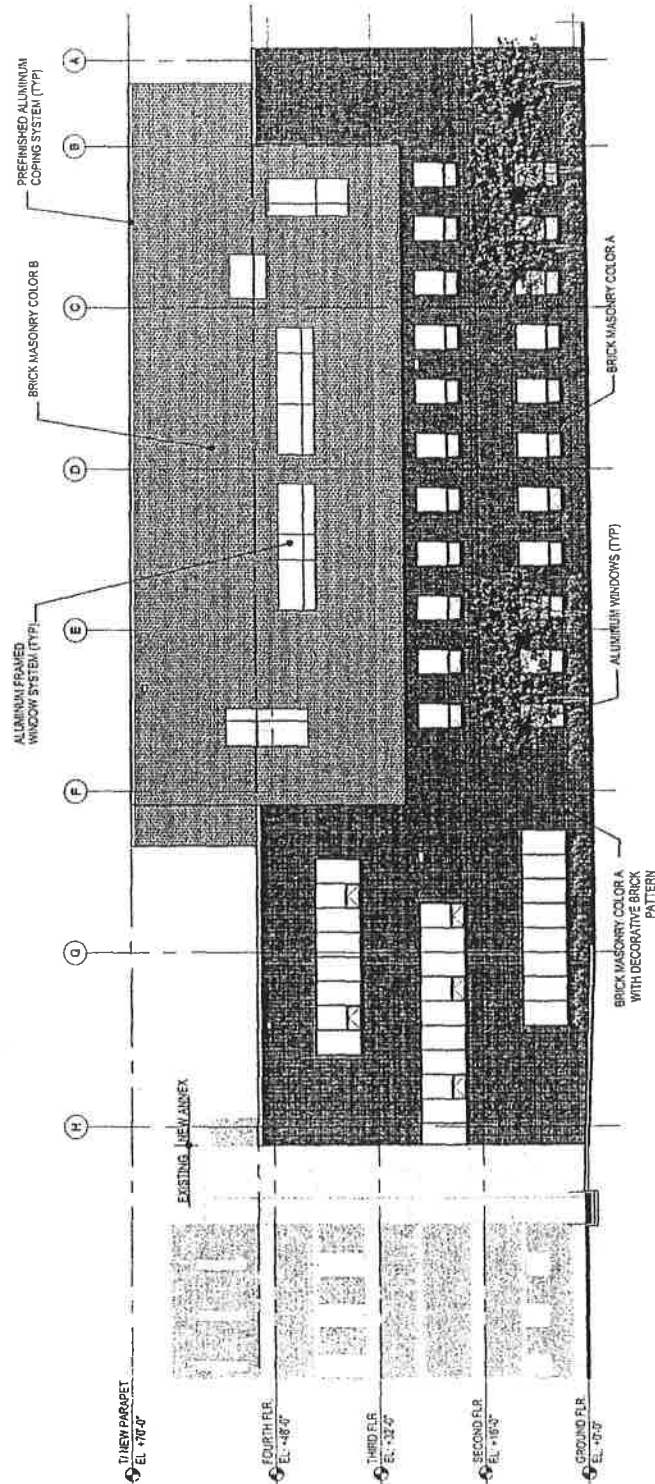 PREFINISHED ALUMINUM
COPING SYSTEM (TYP)
BRICK MASONRY COLOR B
ALUMINUM FRAMED
WINDOW SYSTEM (TYP)
H
G
F
E
D
C
B
A
EXISTING
NEW ANNEX
T/ NEW PARAPET
EL: +70'-0"
FOURTH FLR
EL: +48'-0"
THIRD FLR
EL: +32'-0"
SECOND FLR
EL: +16'-0"
GROUND FLR
EL: +0'-0"
BRICK MASONRY COLOR A
WITH DECORATIVE BRICK
PATTERN
ALUMINUM WINDOWS (TYP)
BRICK MASONRY COLOR A